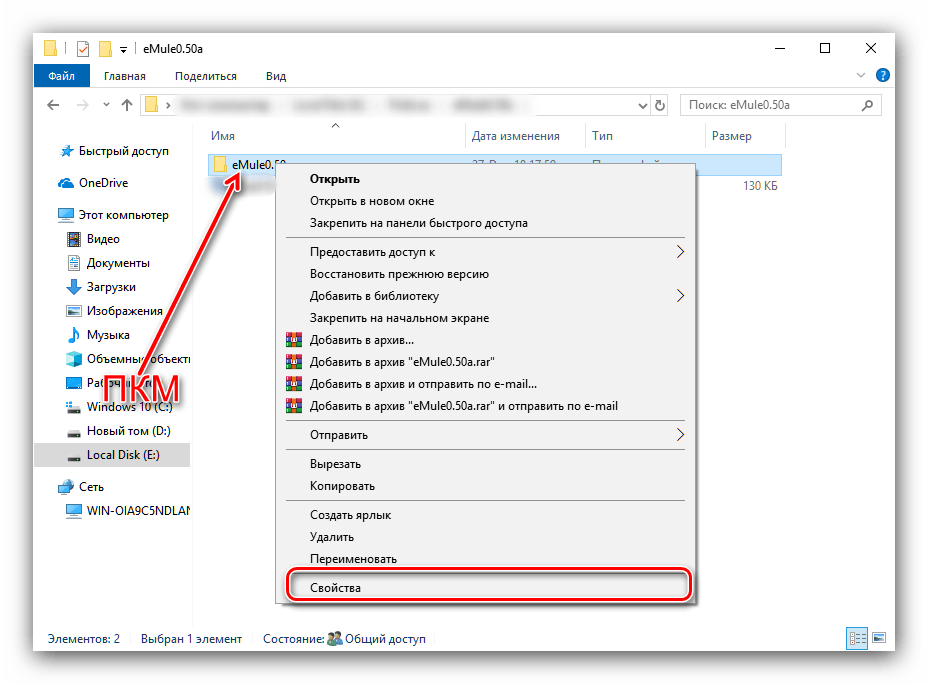 eMule0.50a
Файл Главная Поделиться Вид
Поиск: eMule0.50a
Имя Дата изменения Тип Размер
eMule0.50
130 КБ
Быстрый доступ
OneDrive
Этот компьютер
Видео
Документы
Загрузки
Изображения
Музыка
Объемные объекты
ПКМ
Windows 10 (C:)
Новый том (D:)
Local Disk (E:)
Сеть
WIN-OIA9C5NDLAN
Открыть
Открыть в новом окне
Закрепить на панели быстрого доступа
Предоставить доступ к
Восстановить прежнюю версию
Добавить в библиотеку
Закрепить на начальном экране
Добавить в архив...
Добавить в архив "eMule0.50a.rar"
Добавить в архив и отправить по e-mail...
Добавить в архив "eMule0.50a.rar" и отправить по e-mail
Отправить
Вырезать
Копировать
Создать ярлык
Удалить
Переименовать
Свойства
Элементов: 2 Выбран 1 элемент Состояние: Общий доступ